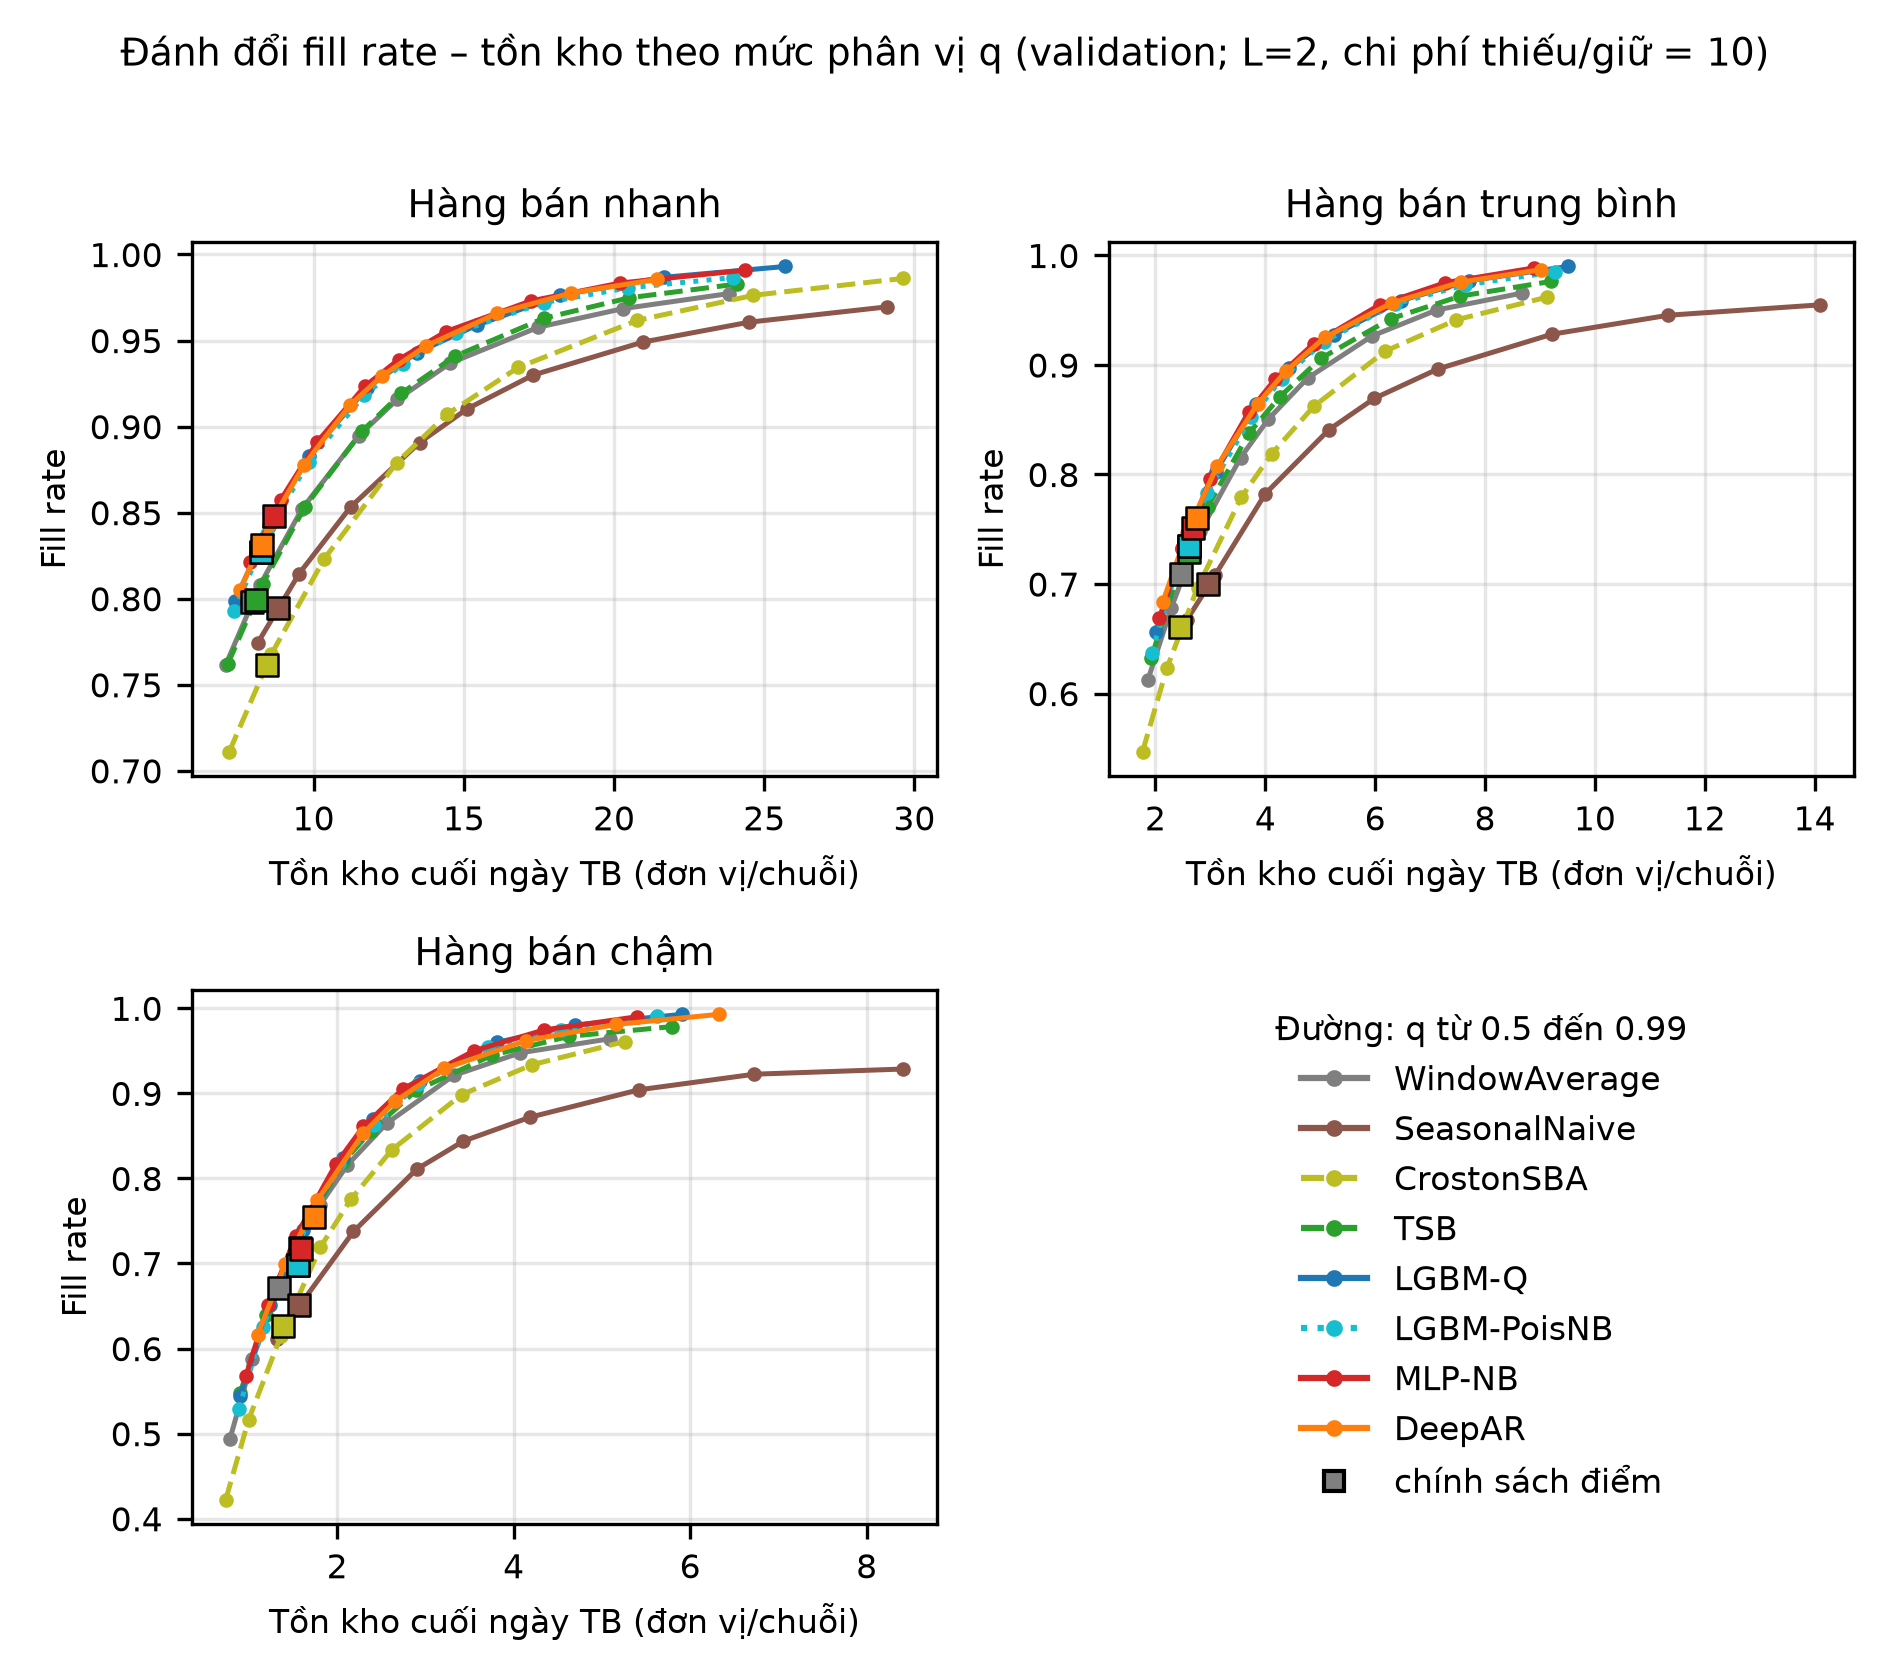 Đánh đổi fill rate – tồn kho theo mức phân vị q (validation; L=2, chi phí thiếu/giữ = 10)
Hàng bán nhanh
1.00
0.95
0.90
0.85
0.80
0.75
0.70
Fill rate
10 15 20 25 30
Tồn kho cuối ngày TB (đơn vị/chuỗi)
Hàng bán trung bình
1.0
0.9
0.8
0.7
0.6
Fill rate
2 4 6 8 10 12 14
Tồn kho cuối ngày TB (đơn vị/chuỗi)
Hàng bán chậm
1.0
0.9
0.8
0.7
0.6
0.5
0.4
Fill rate
2 4 6 8
Tồn kho cuối ngày TB (đơn vị/chuỗi)
Đường: q từ 0.5 đến 0.99
WindowAverage
SeasonalNaive
CrostonSBA
TSB
LGBM-Q
LGBM-PoisNB
MLP-NB
DeepAR
chính sách điểm